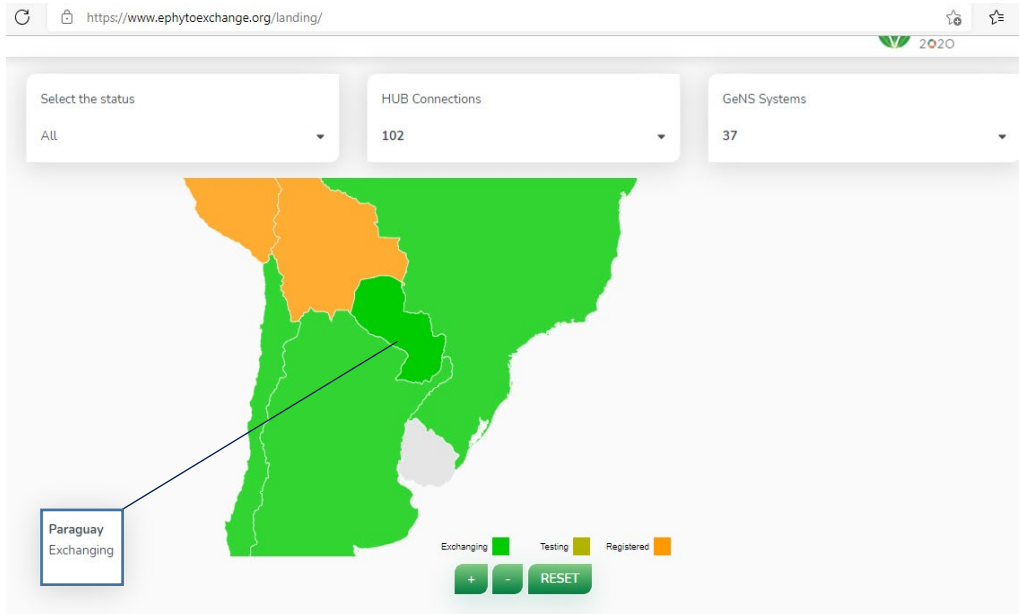 https://www.ephytoexchange.org/landing/
2020
Select the status
All
HUB Connections
102
GeNS Systems
37
Paraguay
Exchanging
Exchanging
Testing
Registered
+
-
RESET